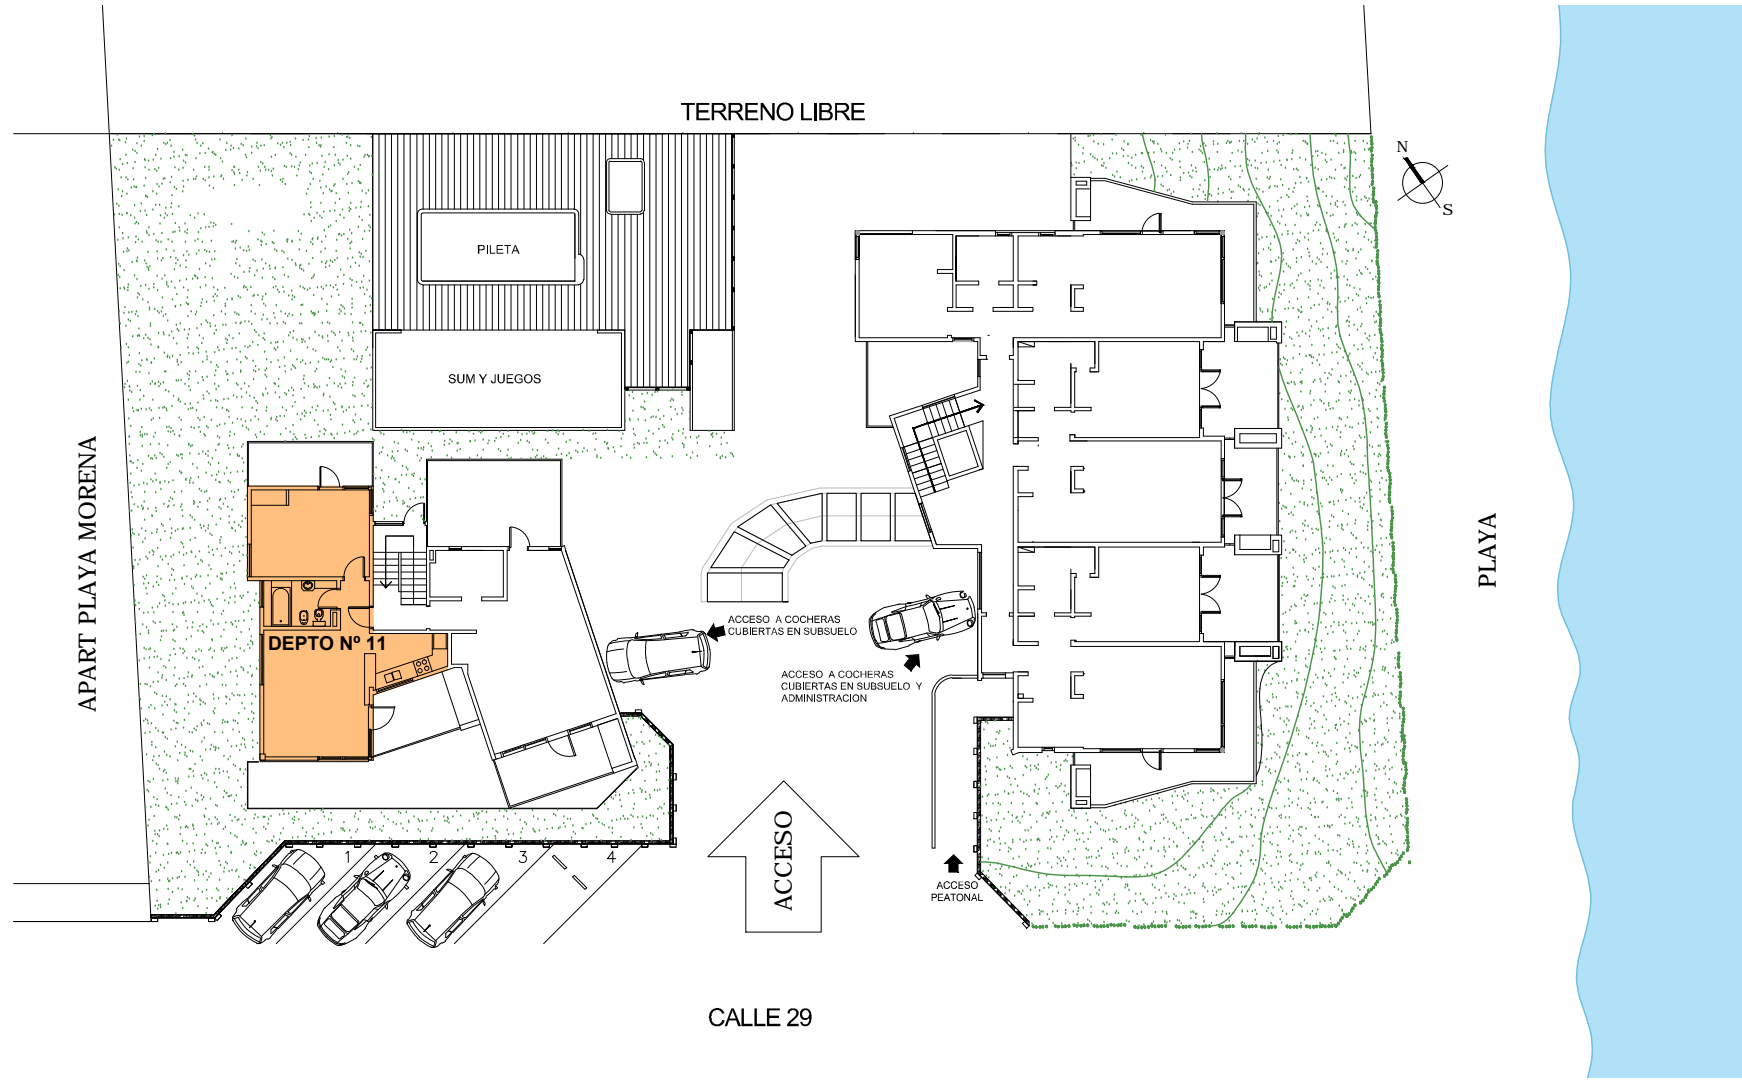 TERRENO LIBRE
N
S
PILETA
SUM Y JUEGOS
APART PLAYA MORENA
PLAYA
ACCESO A COCHERAS
CUBIERTAS EN SUBSUELO
DEPTO Nº 11
ACCESO A COCHERAS
CUBIERTAS EN SUBSUELO Y
ADMINISTRACION
ACCESO
1
2
3
4
ACCESO
PEATONAL
CALLE 29